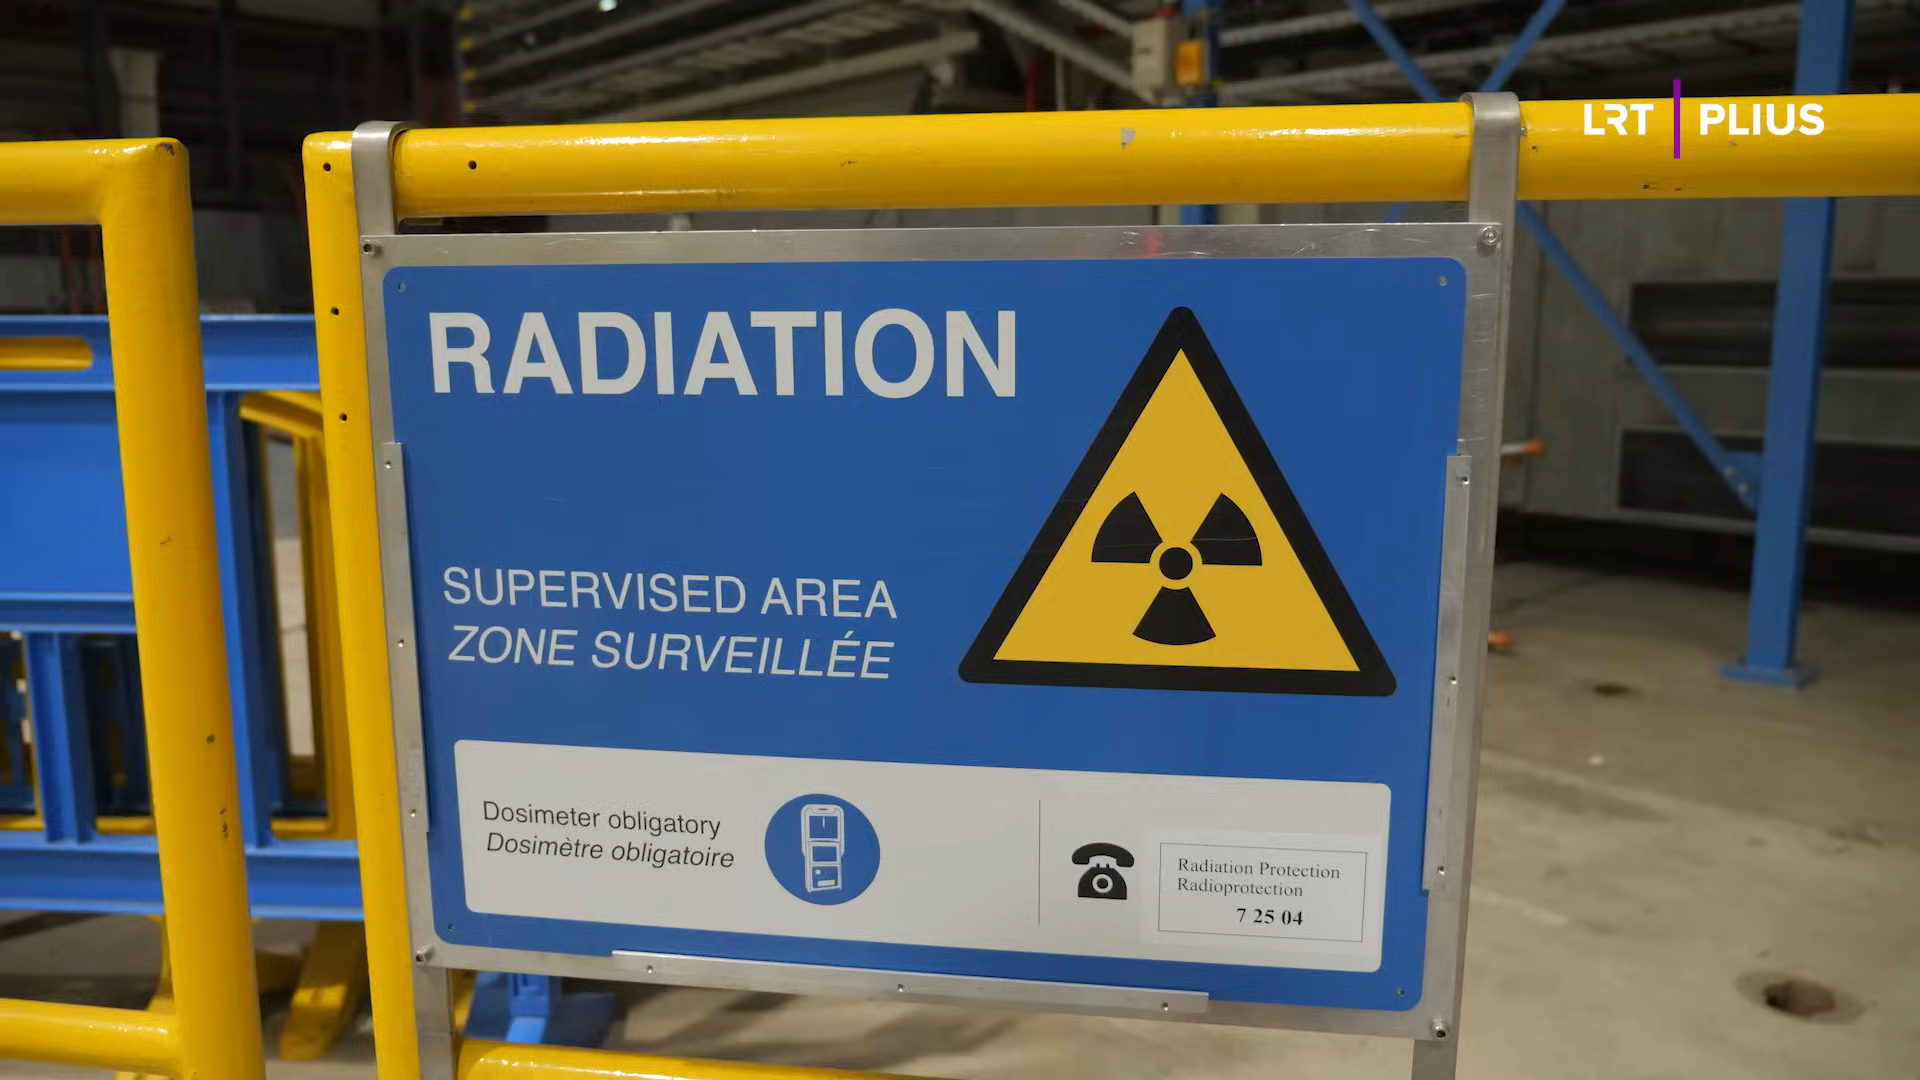 LRT | PLIUS
RADIATION
SUPERVISED AREA
ZONE SURVEILLÉE
Dosimeter obligatory
Dosimètre obligatoire
Radiation Protection
Radioprotection
7 25 04